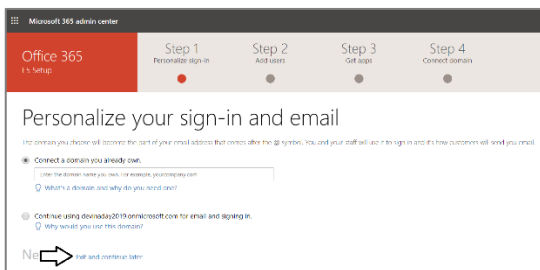 Microsoft 365 admin center
Office 365
E5 Setup
Step 1
Personalize sign-in
Step 2
Add users
Step 3
Get apps
Step 4
Connect domain
Personalize your sign-in and email
The domain you choose will become the part of your email address that comes after the @ symbol. You and your staff will use it to sign in and it's how customers will send you email.
Connect a domain you already own.
Enter the domain name you own. For example, yourcompany.com
What's a domain and why do you need one?
Continue using devinaday2019.onmicrosoft.com for email and signing in.
Why would you use this domain?
Exit and continue later